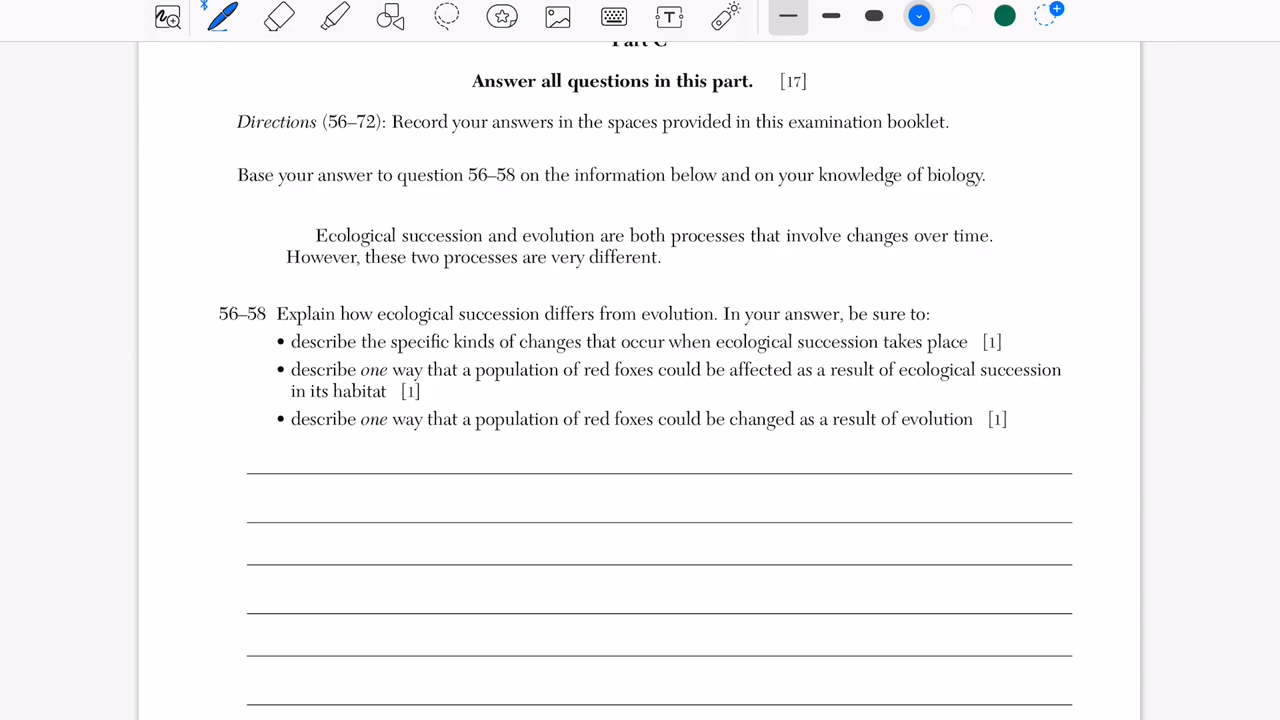 Part C
Answer all questions in this part. [17]
Directions (56–72): Record your answers in the spaces provided in this examination booklet.
Base your answer to question 56–58 on the information below and on your knowledge of biology.
Ecological succession and evolution are both processes that involve changes over time.
However, these two processes are very different.
56–58 Explain how ecological succession differs from evolution. In your answer, be sure to:
• describe the specific kinds of changes that occur when ecological succession takes place [1]
• describe one way that a population of red foxes could be affected as a result of ecological succession
in its habitat [1]
• describe one way that a population of red foxes could be changed as a result of evolution [1]